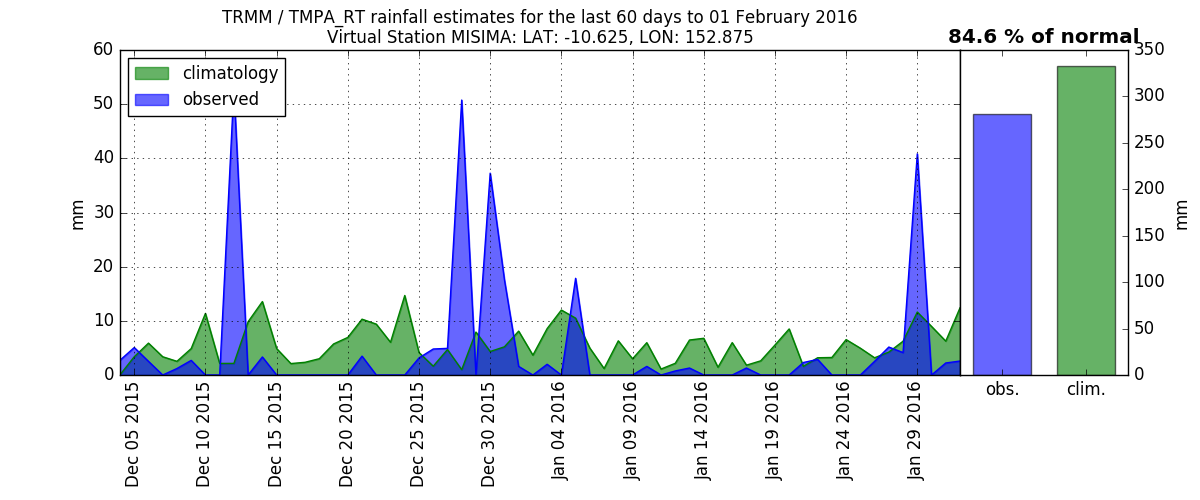 TRMM / TMPA_RT rainfall estimates for the last 60 days to 01 February 2016
Virtual Station MISIMA: LAT: -10.625, LON: 152.875
84.6 % of normal
climatology
observed
60
50
40
30
20
10
0
mm
Dec 05 2015
Dec 10 2015
Dec 15 2015
Dec 20 2015
Dec 25 2015
Dec 30 2015
Jan 04 2016
Jan 09 2016
Jan 14 2016
Jan 19 2016
Jan 24 2016
Jan 29 2016
350
300
250
200
150
100
50
0
mm
obs.
clim.